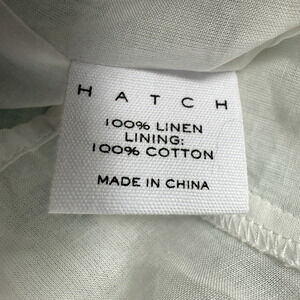 HATCH
100% LINEN
LINING:
100% COTTON
MADE IN CHINA